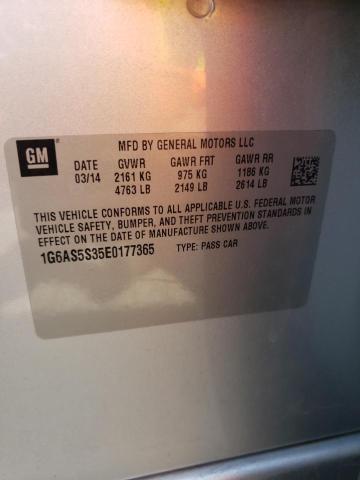 MFD BY GENERAL MOTORS LLC
GM
DATE GVWR GAWR FRT GAWR RR
03/14 2161 KG 975 KG 1186 KG
4763 LB 2149 LB 2614 LB
THIS VEHICLE CONFORMS TO ALL APPLICABLE U.S. FEDERAL MOTOR
VEHICLE SAFETY, BUMPER, AND THEFT PREVENTION STANDARDS IN
EFFECT ON THE DATE OF MANUFACTURE SHOWN ABOVE.
1G6AS5S35E0177365 TYPE: PASS CAR